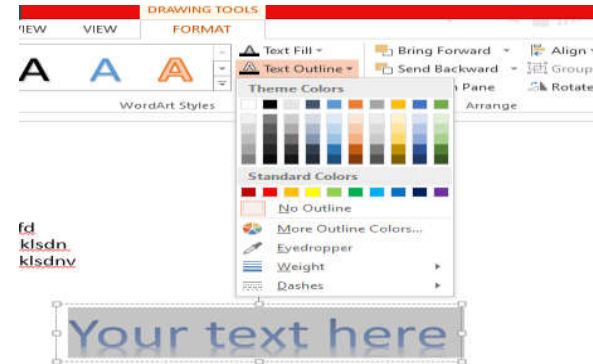 DRAWING TOOLS
VIEW VIEW FORMAT
Text Fill Bring Forward Align
A A A Text Outline Send Backward Group
Theme Colors Pane Rotate
WordArt Styles Arrange
Standard Colors
No Outline
More Outline Colors...
Eyedropper
Weight
Dashes
fd
klsdn
klsdnv
Your text here